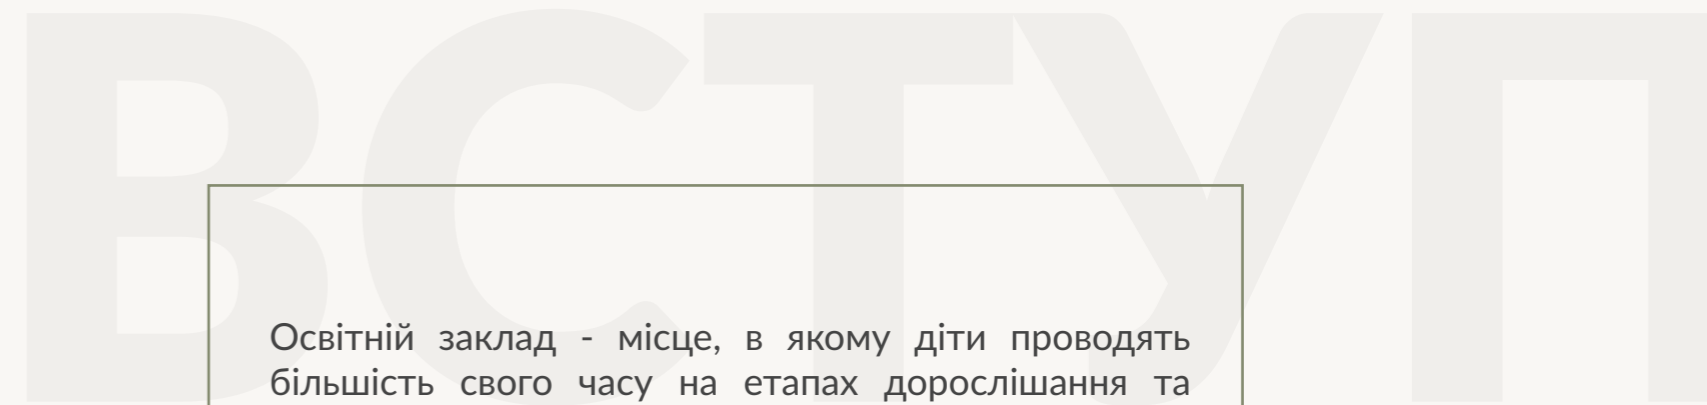 ВСТУП
Освітній заклад - місце, в якому діти проводять
більшість свого часу на етапах дорослішання та